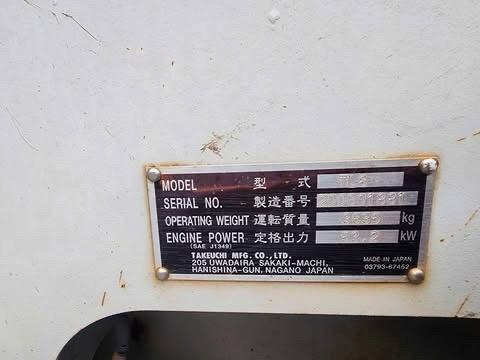 MODEL 型式
SERIAL NO. 製造番号
OPERATING WEIGHT 運転質量 kg
ENGINE POWER 定格出力 kW
(SAE J1349)
TAKEUCHI MFG. CO., LTD.
205 UWADAIRA SAKAKI-MACHI,
HANISHINA-GUN, NAGANO JAPAN
MADE IN JAPAN
03793-67452